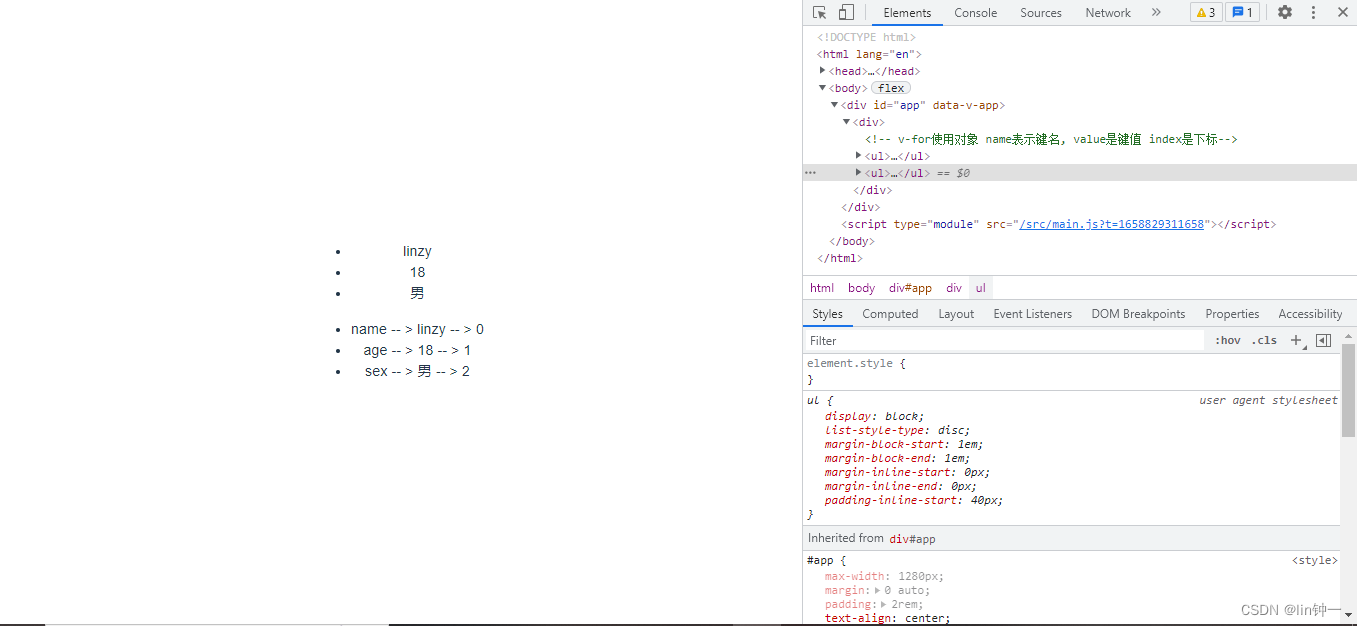 linzy
18
男
name -- > linzy -- > 0
age -- > 18 -- > 1
sex -- > 男 -- > 2
Elements Console Sources Network » 3 1
<!DOCTYPE html>
<html lang="en">
<head>…</head>
<body> flex
<div id="app" data-v-app>
<div>
<!-- v-for使用对象 name表示键名, value是键值 index是下标-->
<ul>…</ul>
<ul>…</ul> == $0
</div>
</div>
<script type="module" src="/src/main.js?t=1658829311658"></script>
</body>
</html>
html body div#app div ul
Styles Computed Layout Event Listeners DOM Breakpoints Properties Accessibility
Filter :hov .cls +
element.style {
}
ul { user agent stylesheet
display: block;
list-style-type: disc;
margin-block-start: 1em;
margin-block-end: 1em;
margin-inline-start: 0px;
margin-inline-end: 0px;
padding-inline-start: 40px;
}
Inherited from div#app
#app { <style>
max-width: 1280px;
margin: 0 auto;
padding: 2rem;
text-align: center;
CSDN @lin钟一